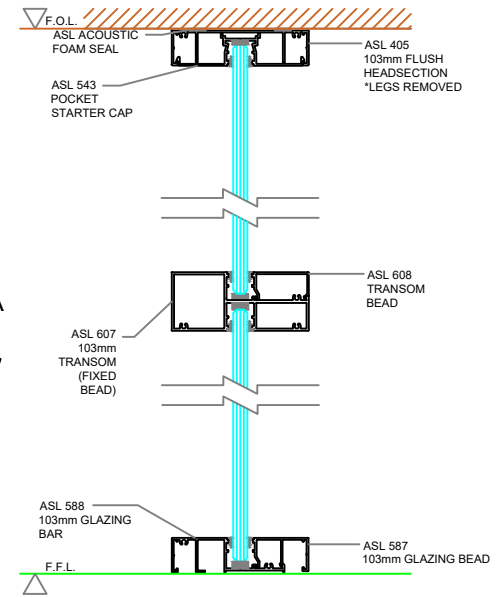 F.O.L.
ASL ACOUSTIC
FOAM SEAL
ASL 405
103mm FLUSH
HEADSECTION
*LEGS REMOVED
ASL 543
POCKET
STARTER CAP
ASL 608
TRANSOM
BEAD
A
ASL 607
103mm
TRANSOM
(FIXED
BEAD)
ASL 588
103mm GLAZING
BAR
ASL 587
103mm GLAZING BEAD
F.F.L.